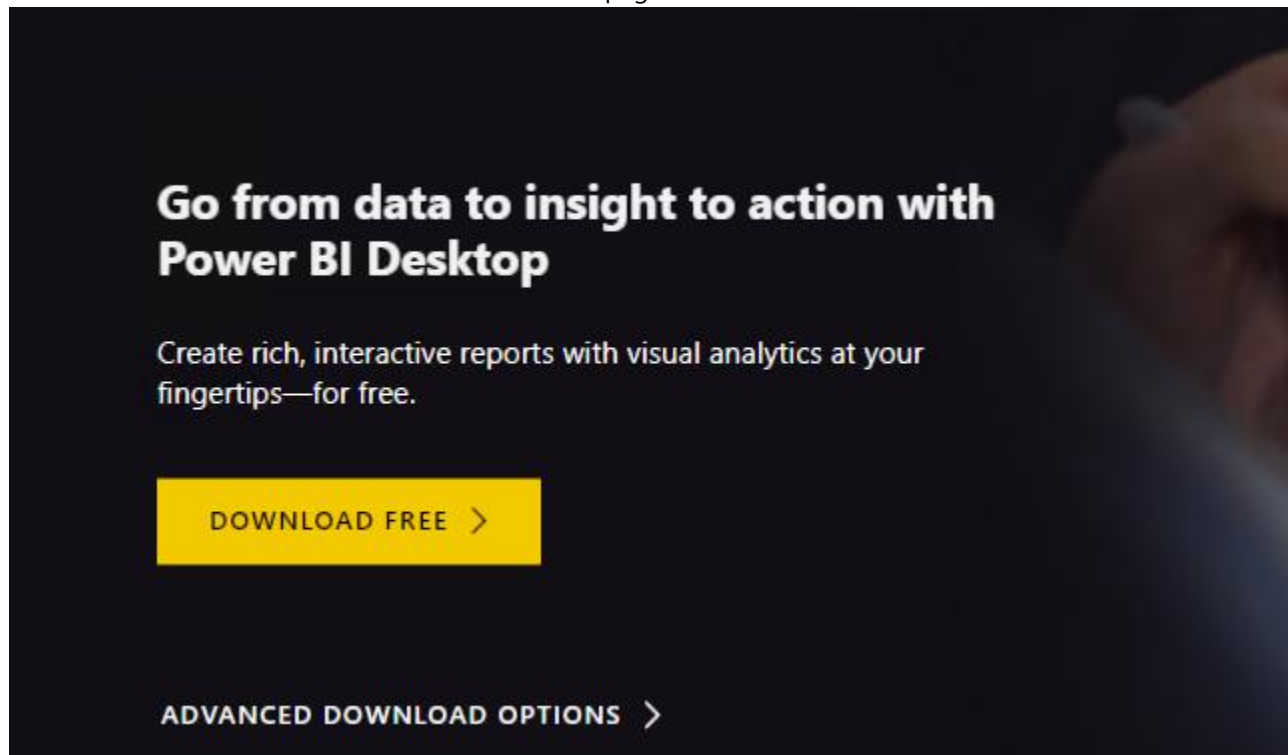 Go from data to insight to action with
Power BI Desktop
Create rich, interactive reports with visual analytics at your
fingertips—for free.
DOWNLOAD FREE
ADVANCED DOWNLOAD OPTIONS